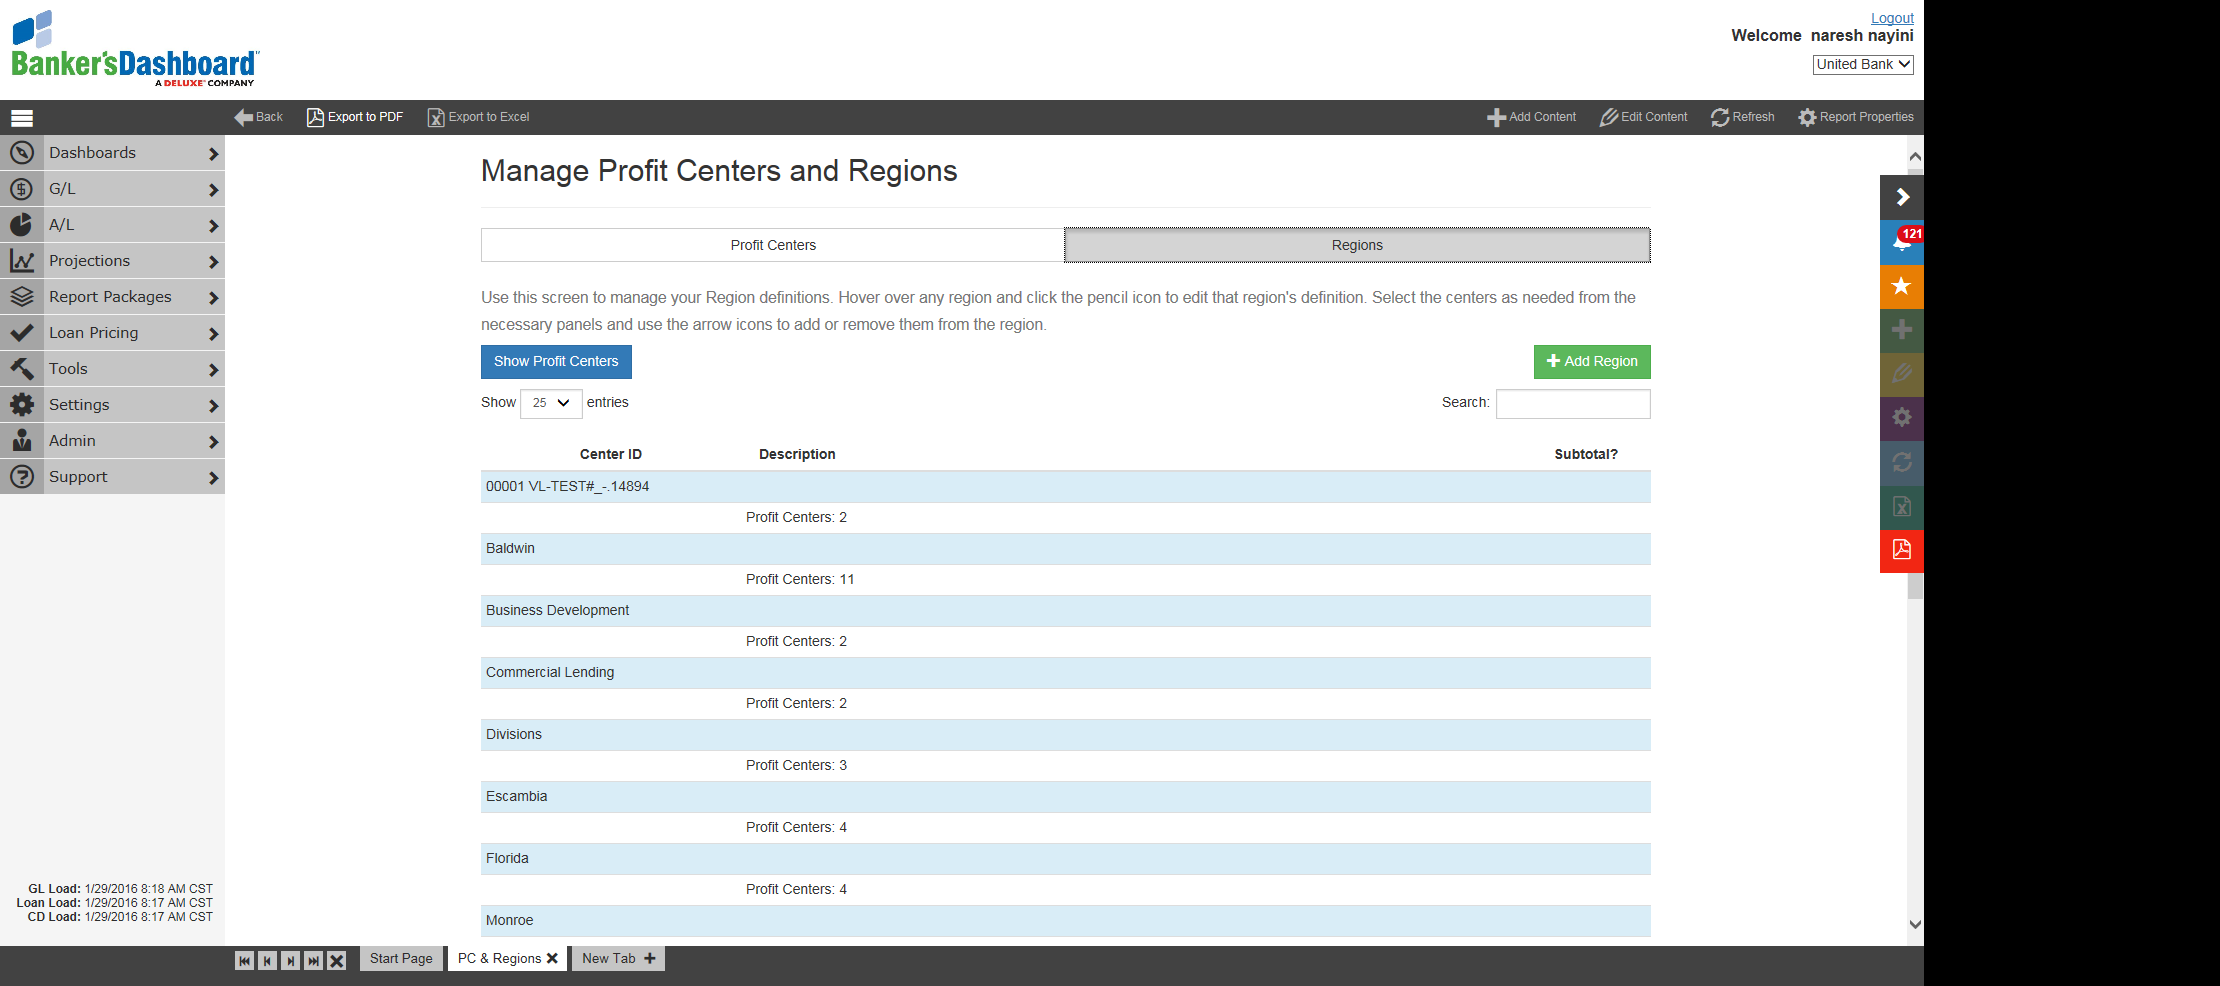 Banker'sDashboard
A DELUXE COMPANY
Logout
Welcome naresh nayini
United Bank
Back
Export to PDF
Export to Excel
Add Content
Edit Content
Refresh
Report Properties
Dashboards
G/L
A/L
Projections
Report Packages
Loan Pricing
Tools
Settings
Admin
Support
GL Load: 1/29/2016 8:18 AM CST
Loan Load: 1/29/2016 8:17 AM CST
CD Load: 1/29/2016 8:17 AM CST
Manage Profit Centers and Regions
Profit Centers
Regions
Use this screen to manage your Region definitions. Hover over any region and click the pencil icon to edit that region's definition. Select the centers as needed from the
necessary panels and use the arrow icons to add or remove them from the region.
Show Profit Centers
Add Region
Show 25 entries
Search:
Center ID Description Subtotal?
00001 VL-TEST#_-.14894
Profit Centers: 2
Baldwin
Profit Centers: 11
Business Development
Profit Centers: 2
Commercial Lending
Profit Centers: 2
Divisions
Profit Centers: 3
Escambia
Profit Centers: 4
Florida
Profit Centers: 4
Monroe
121
Start Page
PC & Regions
New Tab